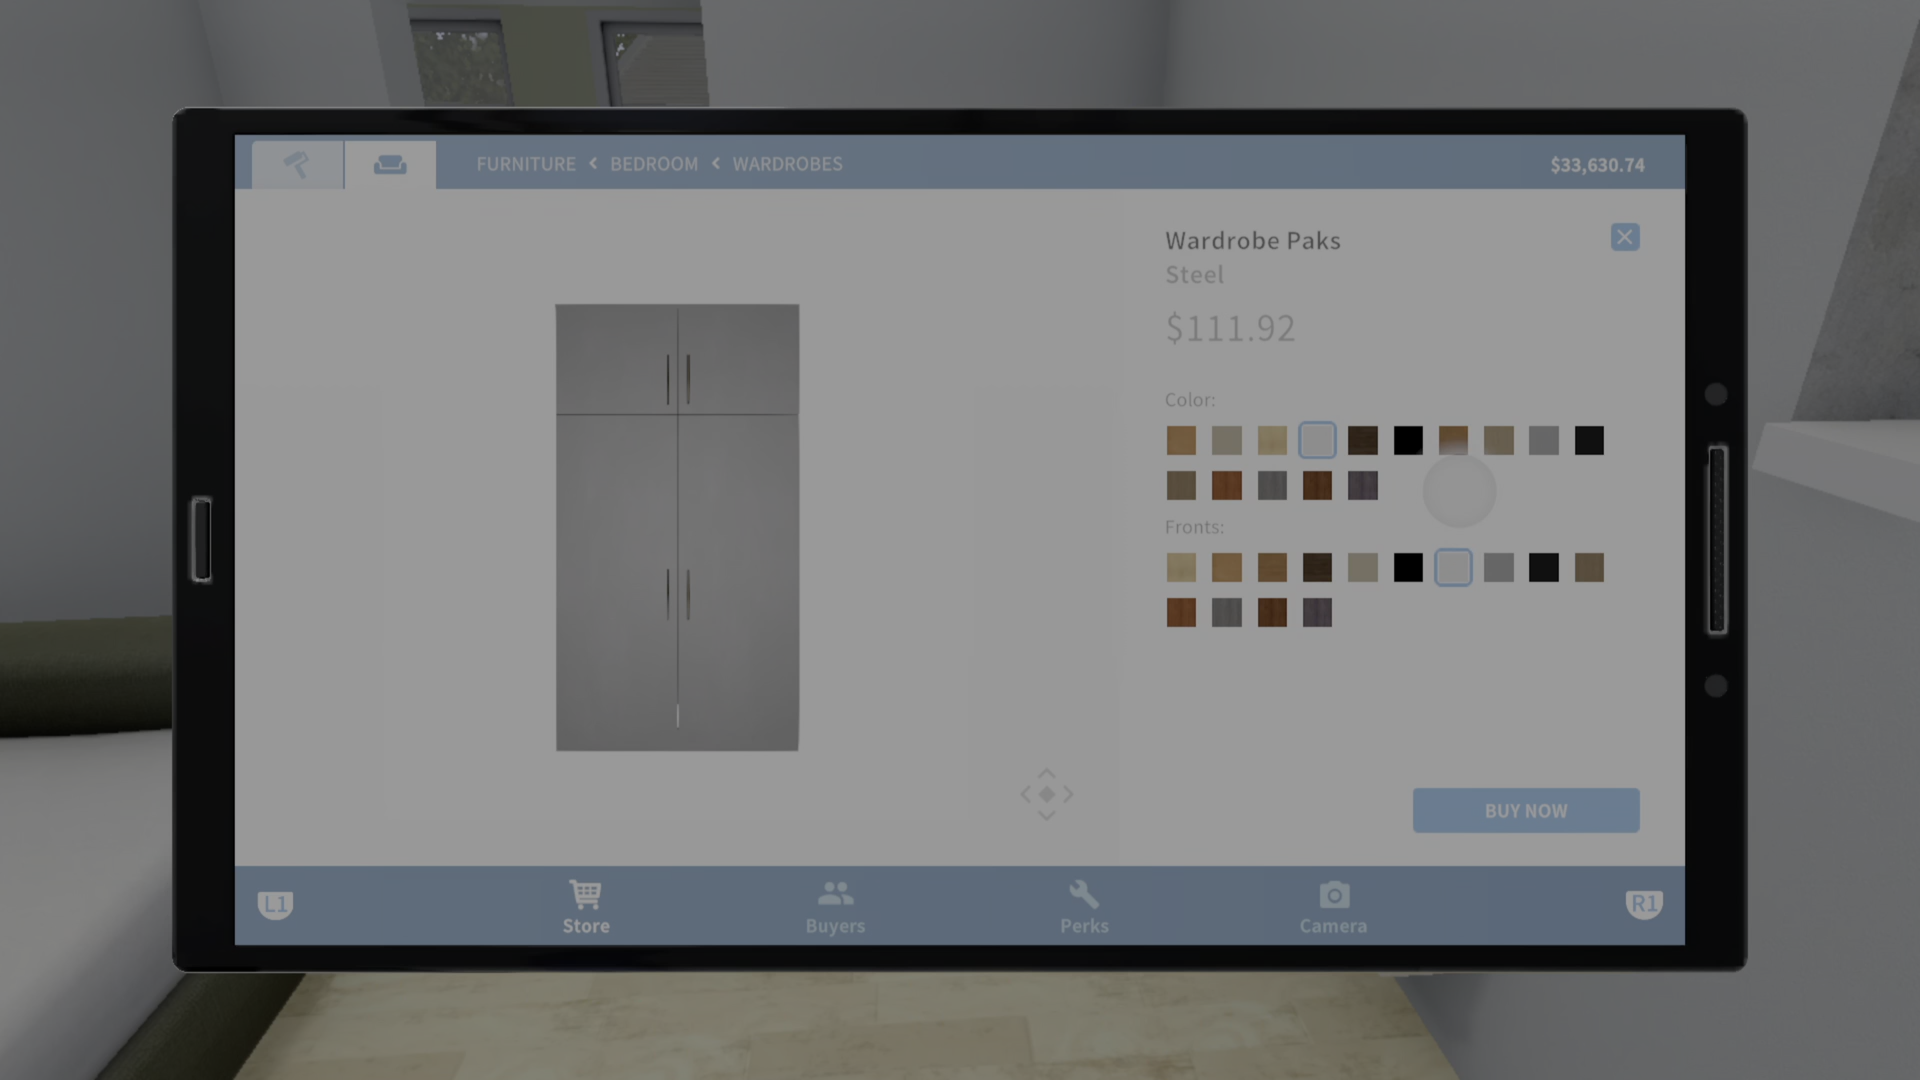 FURNITURE < BEDROOM < WARDROBES
$33,630.74
Wardrobe Paks
Steel
$111.92
Color:
Fronts:
BUY NOW
L1
Store
Buyers
Perks
Camera
R1